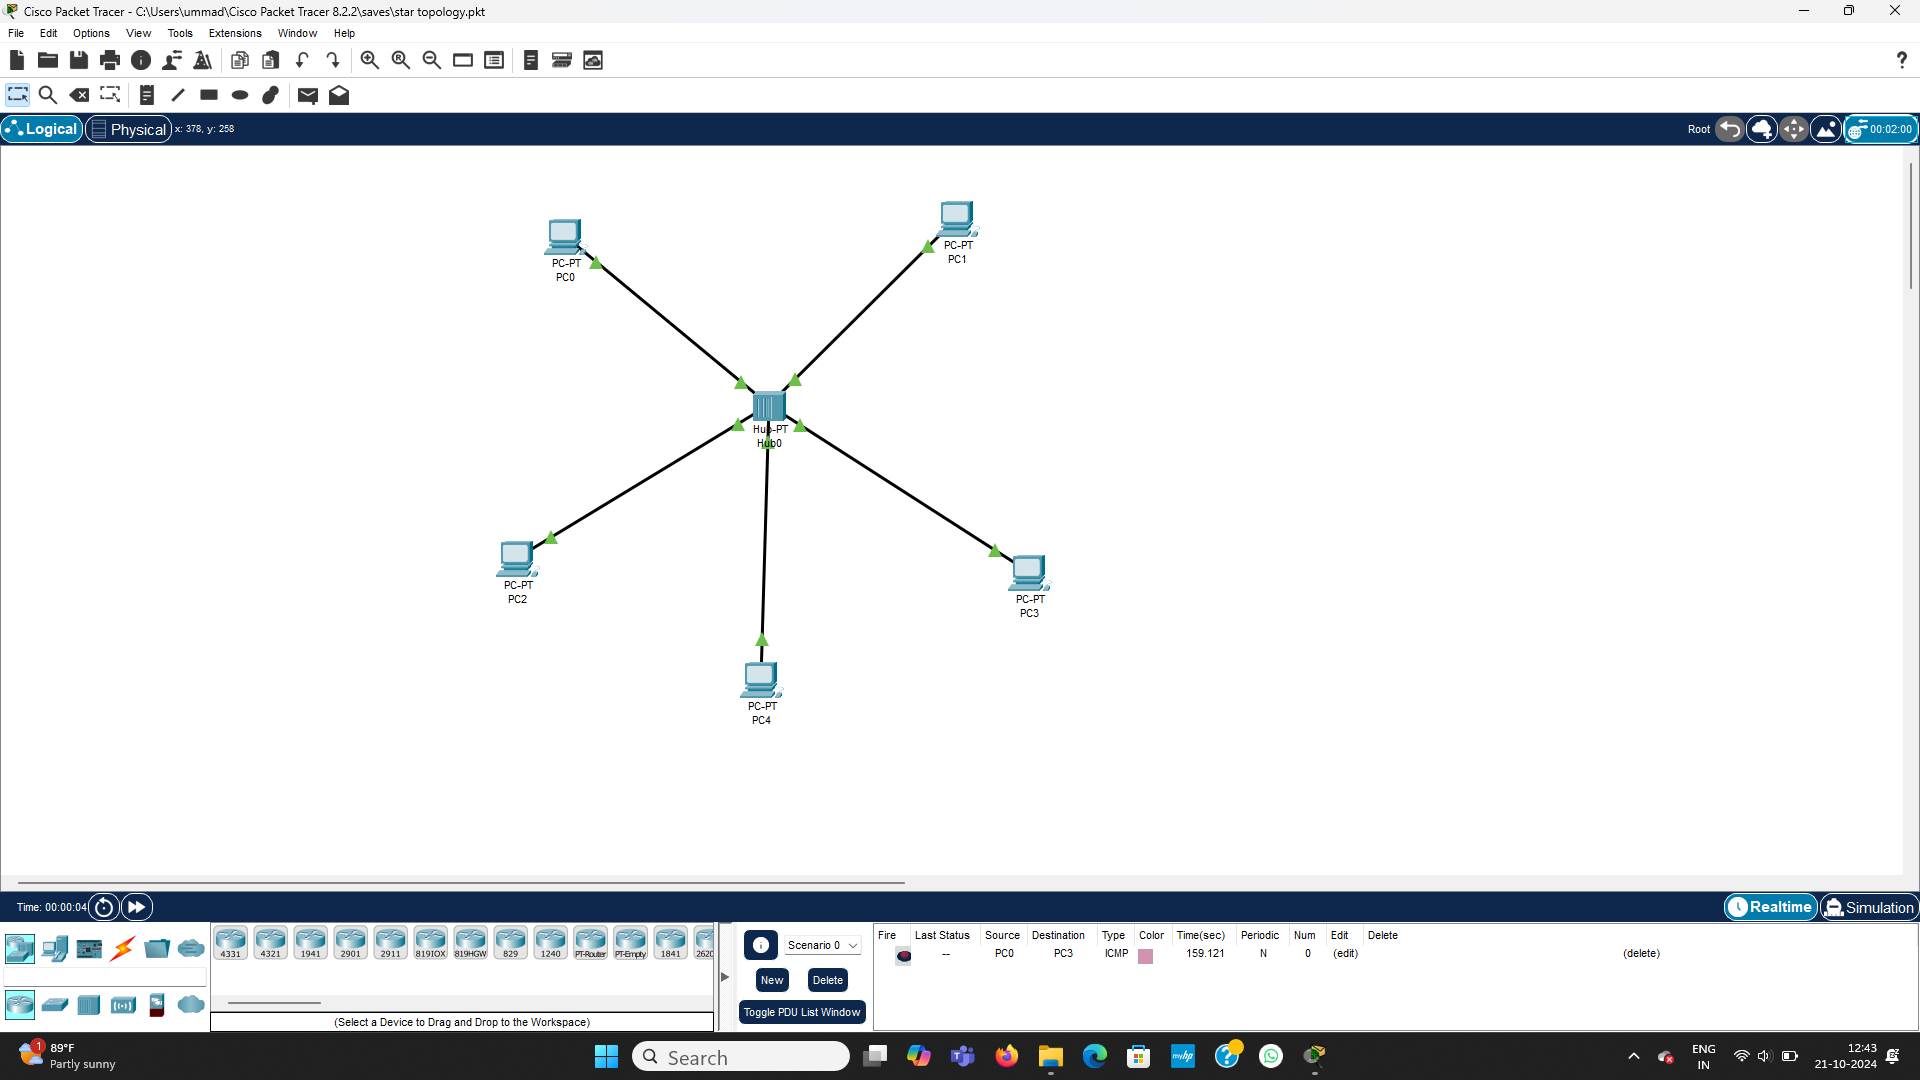 Cisco Packet Tracer - C:\Users\ummad\Cisco Packet Tracer 8.2.2\saves\star topology.pkt
File Edit Options View Tools Extensions Window Help
?
Logical Physical x: 378, y: 258 Root 00:02:00
PC-PT
PC0
PC-PT
PC1
Hub-PT
Hub0
PC-PT
PC2
PC-PT
PC3
PC-PT
PC4
Time: 00:00:04 Realtime Simulation
4331 4321 1941 2901 2911 819IOX 819HGW 829 1240 PT-Router PT-Empty 1841 2620
(Select a Device to Drag and Drop to the Workspace)
Scenario 0
New Delete
Toggle PDU List Window
Fire Last Status Source Destination Type Color Time(sec) Periodic Num Edit Delete
-- PC0 PC3 ICMP 159.121 N 0 (edit) (delete)
1
89°F
Partly sunny
Search
myhp
ENG
IN
12:43
21-10-2024